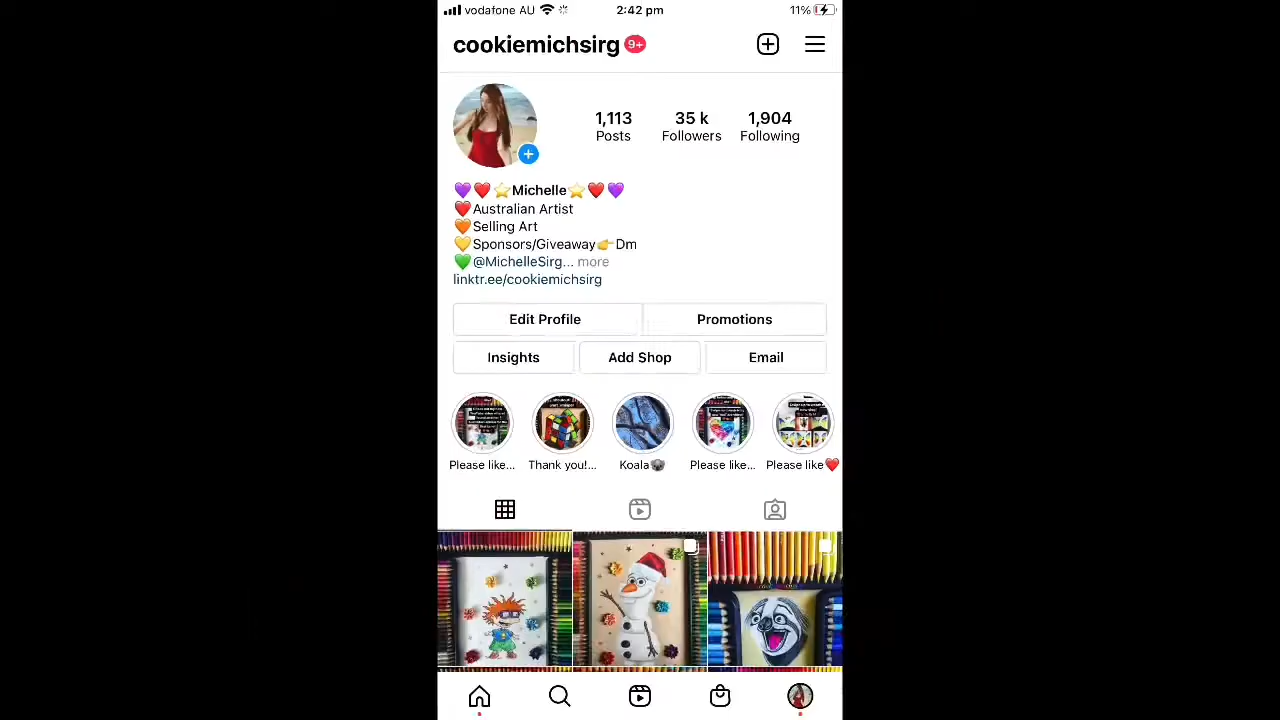 vodafone AU 2:42 pm 11%
cookiemichsirg 9+
1,113 35 k 1,904
Posts Followers Following
💜❤️⭐Michelle⭐❤️💜
❤️Australian Artist
🧡Selling Art
💛Sponsors/Giveaway👉Dm
💚@MichelleSirg... more
linktr.ee/cookiemichsirg
Edit Profile Promotions
Insights Add Shop Email
Please like... Thank you!... Koala🐨 Please like... Please like❤️